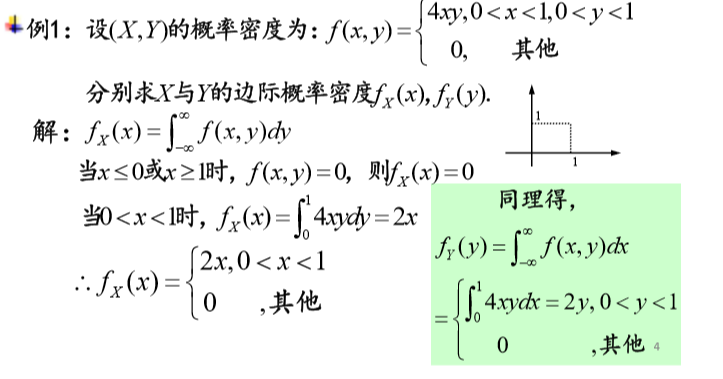 例1：设(X,Y)的概率密度为：f(x,y)={4xy,0<x<1,0<y<1
0, 其他
分别求X与Y的边际概率密度f_X(x),f_Y(y).
解：f_X(x)=∫_{-∞}^{∞} f(x,y)dy
当x≤0或x≥1时，f(x,y)=0，则f_X(x)=0
当0<x<1时，f_X(x)=∫_0^1 4xydy=2x
∴f_X(x)={2x,0<x<1
0 ,其他
1
1
同理得，
f_Y(y)=∫_{-∞}^{∞} f(x,y)dx
={∫_0^1 4xydx=2y,0<y<1
0 ,其他
4